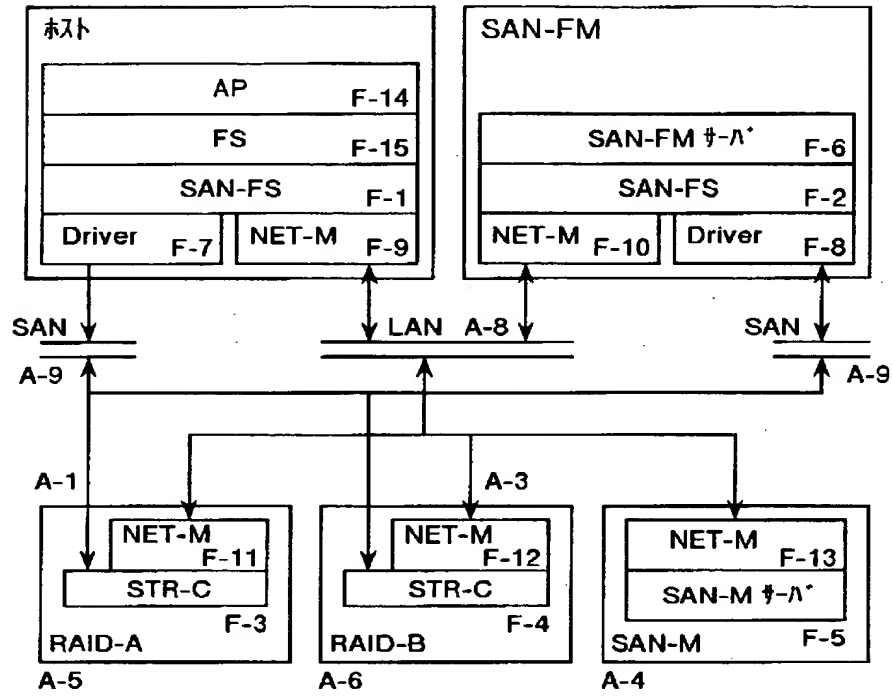 ﾎｽﾄ
AP
F-14
FS
F-15
SAN-FS
F-1
Driver
F-7
NET-M
F-9
SAN-FM
SAN-FM ｻｰﾊﾞ
F-6
SAN-FS
F-2
NET-M
F-10
Driver
F-8
SAN
A-9
LAN A-8
SAN
A-9
A-1
A-3
NET-M
F-11
STR-C
F-3
RAID-A
A-5
NET-M
F-12
STR-C
F-4
RAID-B
A-6
NET-M
F-13
SAN-M ｻｰﾊﾞ
F-5
SAN-M
A-4